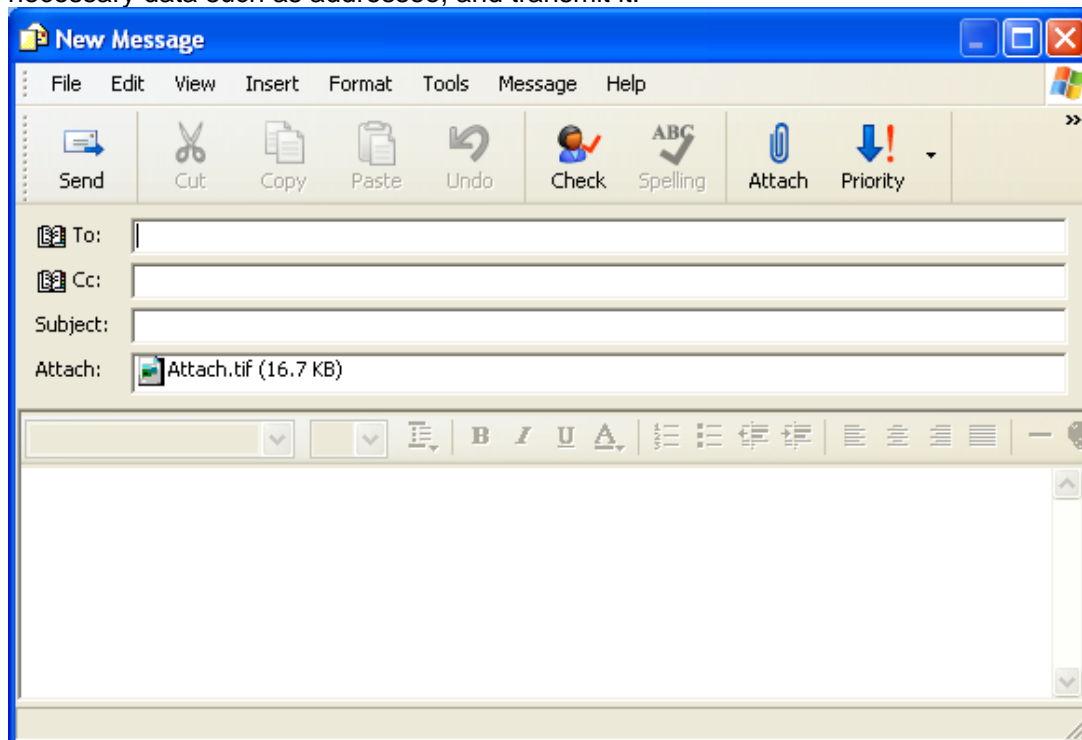 necessary data such as addresses, and transmit it.
New Message
File Edit View Insert Format Tools Message Help
Send Cut Copy Paste Undo Check ABC Spelling Attach Priority »
To:
Cc:
Subject:
Attach: Attach.tif (16.7 KB)
B I U A